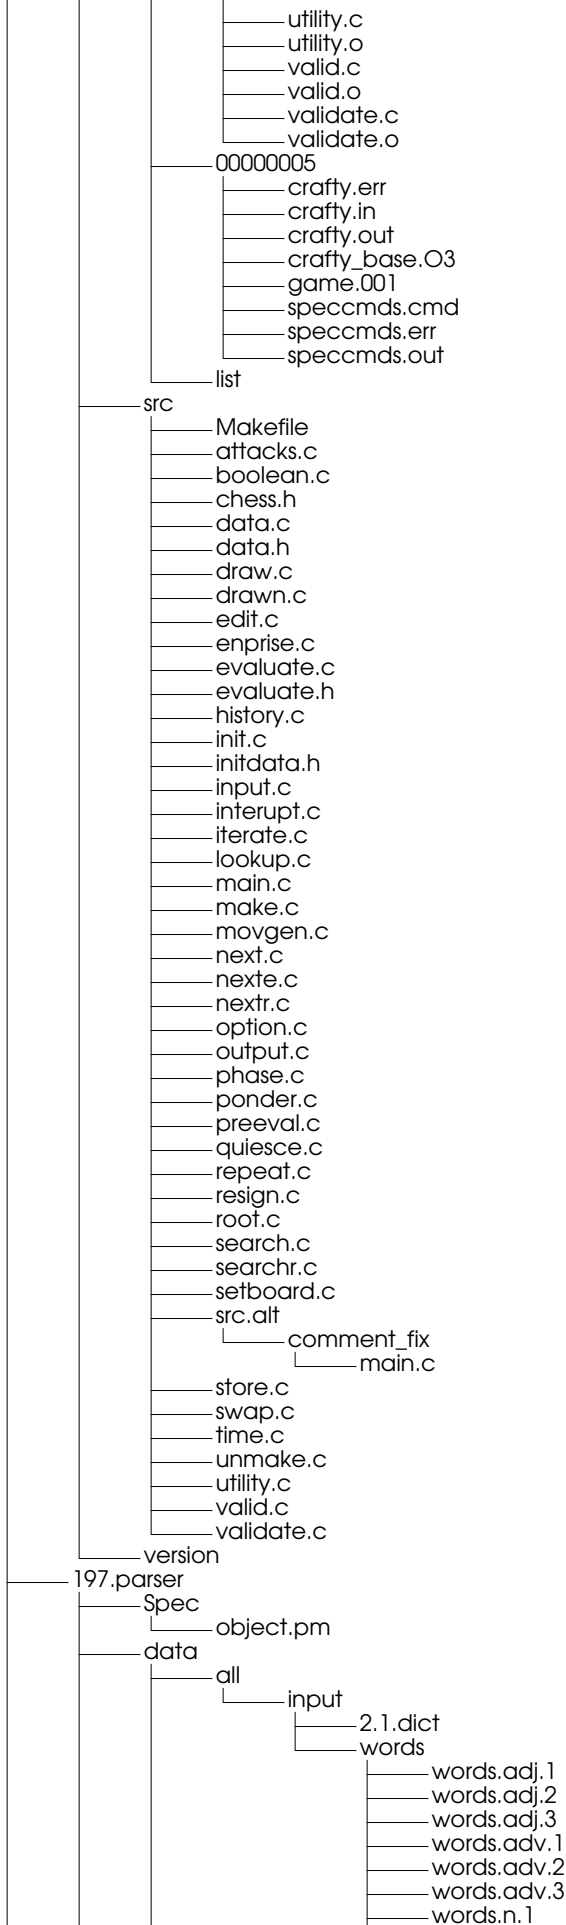 utility.c
utility.o
valid.c
valid.o
validate.c
validate.o
00000005
crafty.err
crafty.in
crafty.out
crafty_base.O3
game.001
speccmds.cmd
speccmds.err
speccmds.out
list
src
Makefile
attacks.c
boolean.c
chess.h
data.c
data.h
draw.c
drawn.c
edit.c
enprise.c
evaluate.c
evaluate.h
history.c
init.c
initdata.h
input.c
interupt.c
iterate.c
lookup.c
main.c
make.c
movgen.c
next.c
nexte.c
nextr.c
option.c
output.c
phase.c
ponder.c
preeval.c
quiesce.c
repeat.c
resign.c
root.c
search.c
searchr.c
setboard.c
src.alt
comment_fix
main.c
store.c
swap.c
time.c
unmake.c
utility.c
valid.c
validate.c
version
197.parser
Spec
object.pm
data
all
input
2.1.dict
words
words.adj.1
words.adj.2
words.adj.3
words.adv.1
words.adv.2
words.adv.3
words.n.1